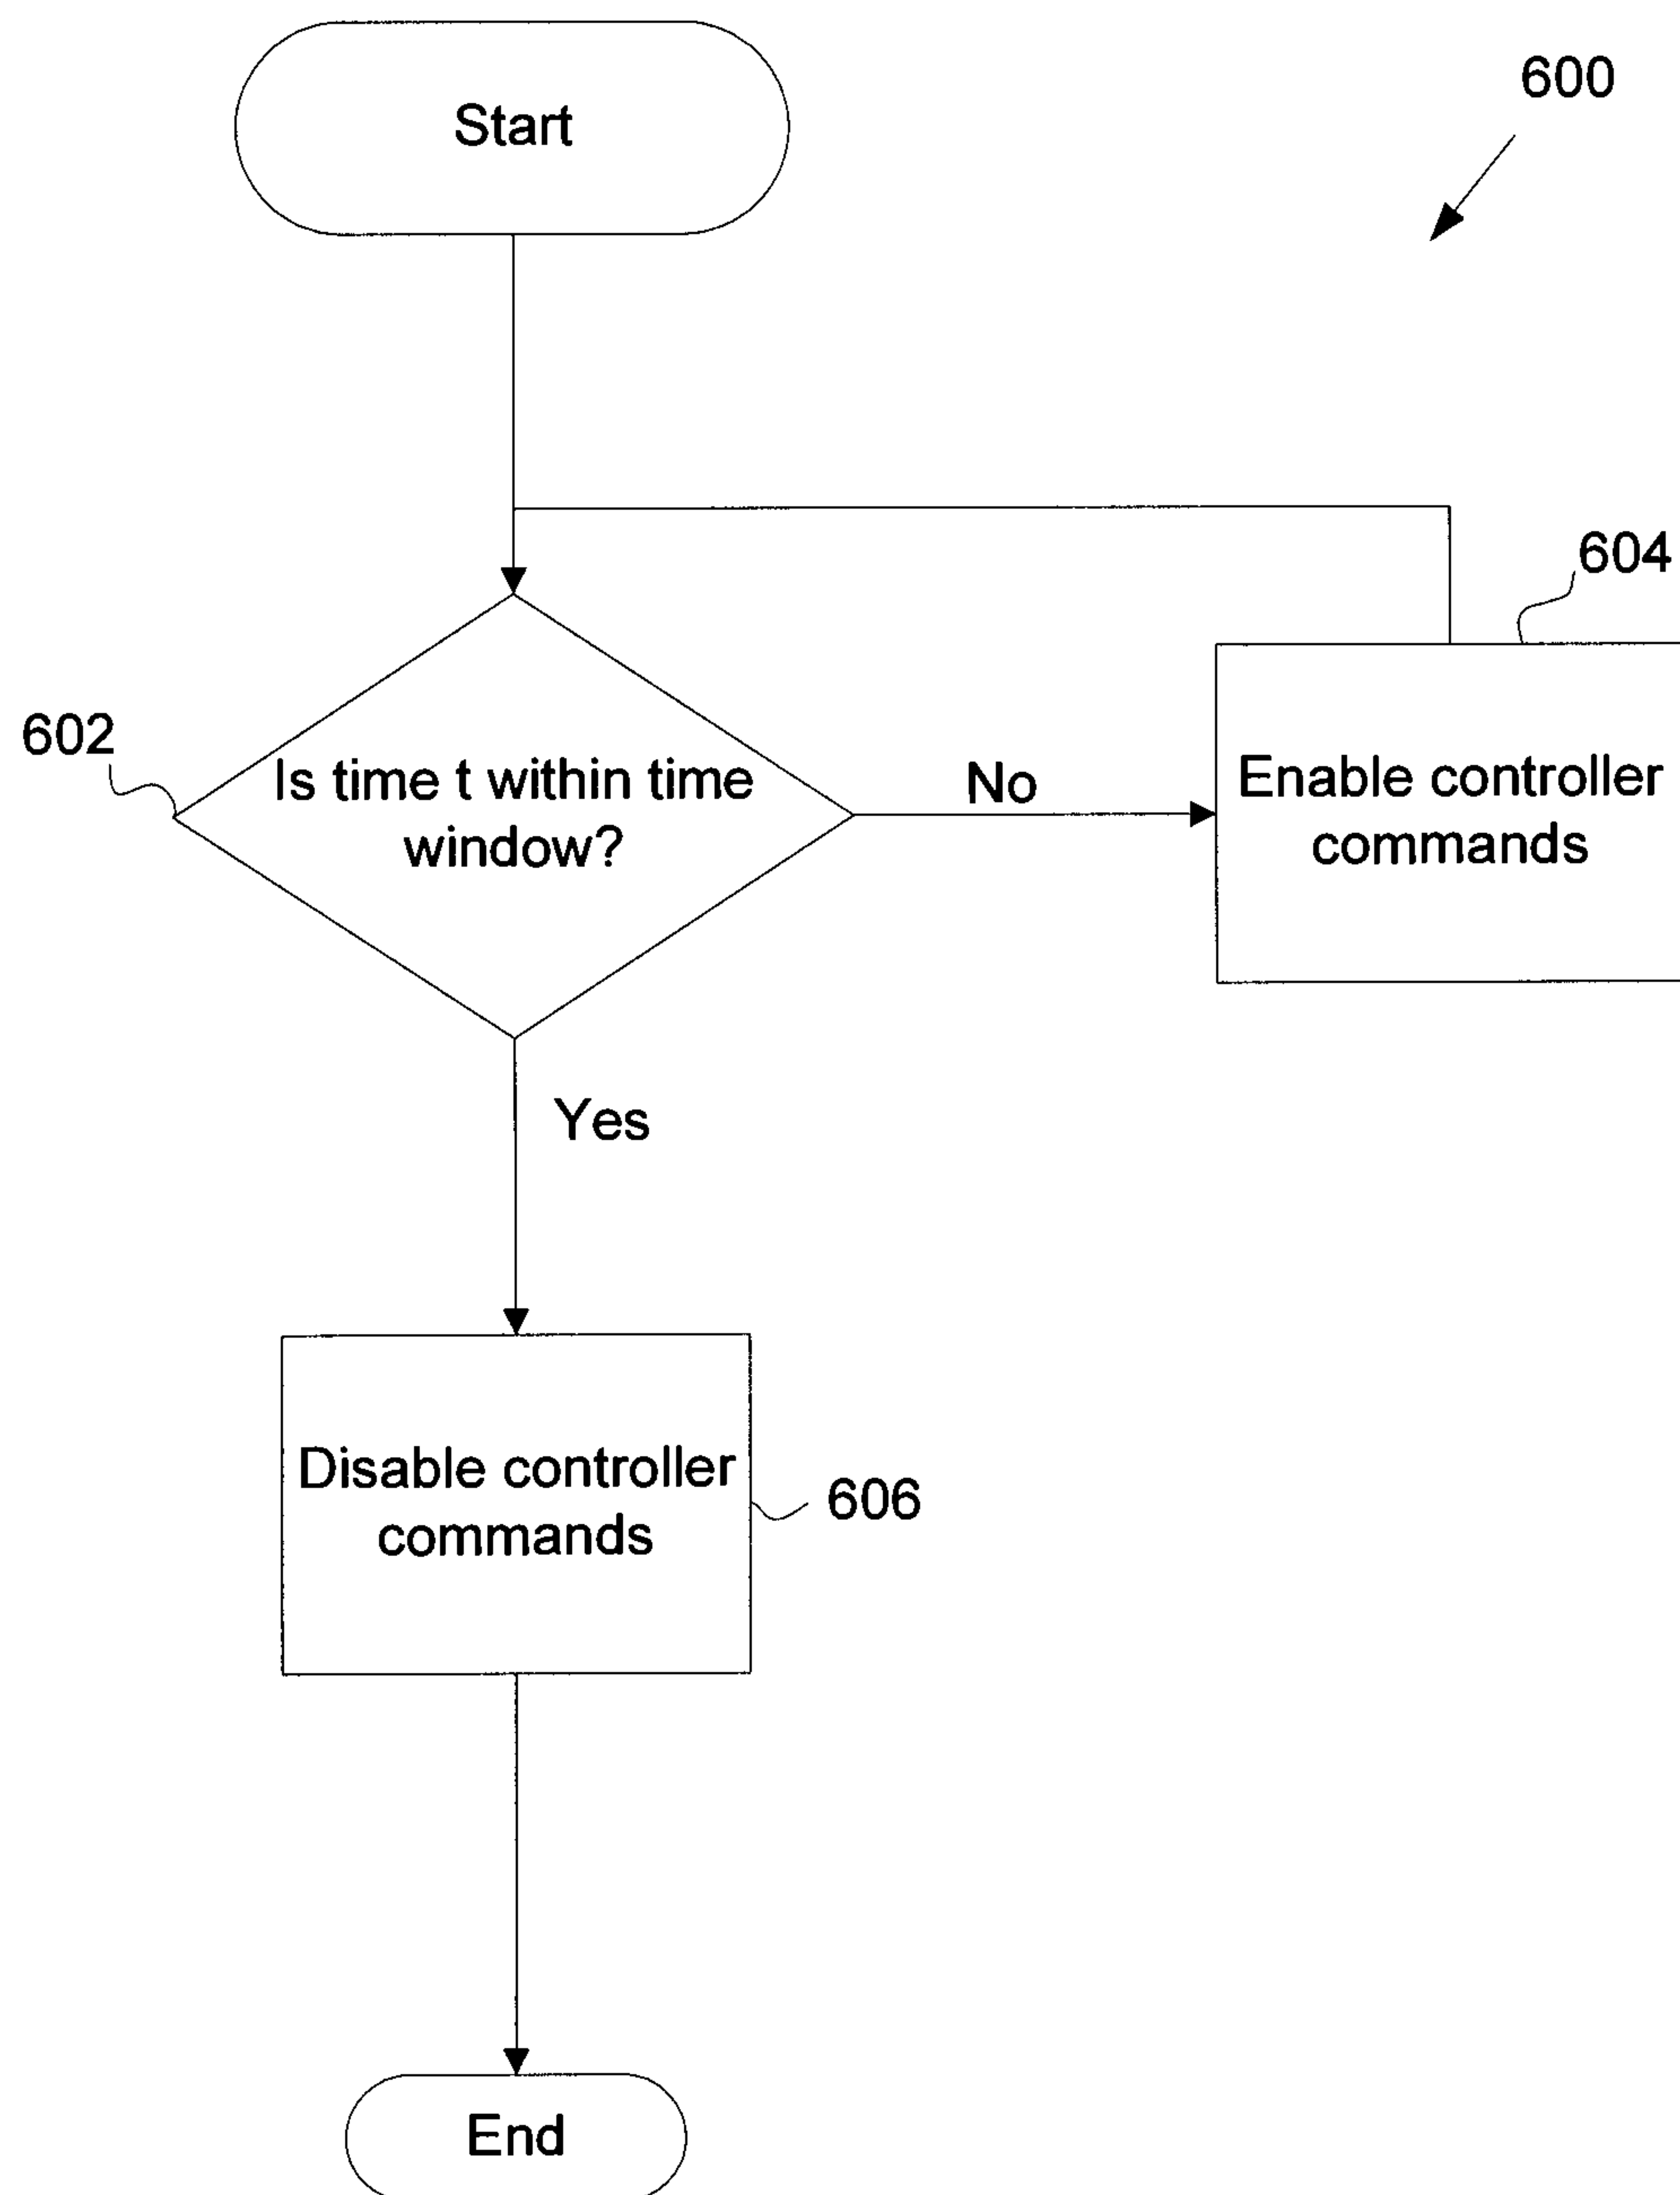 Start
600
604
602
Is time t within time
window?
No
Enable controller
commands
Yes
Disable controller
commands
606
End